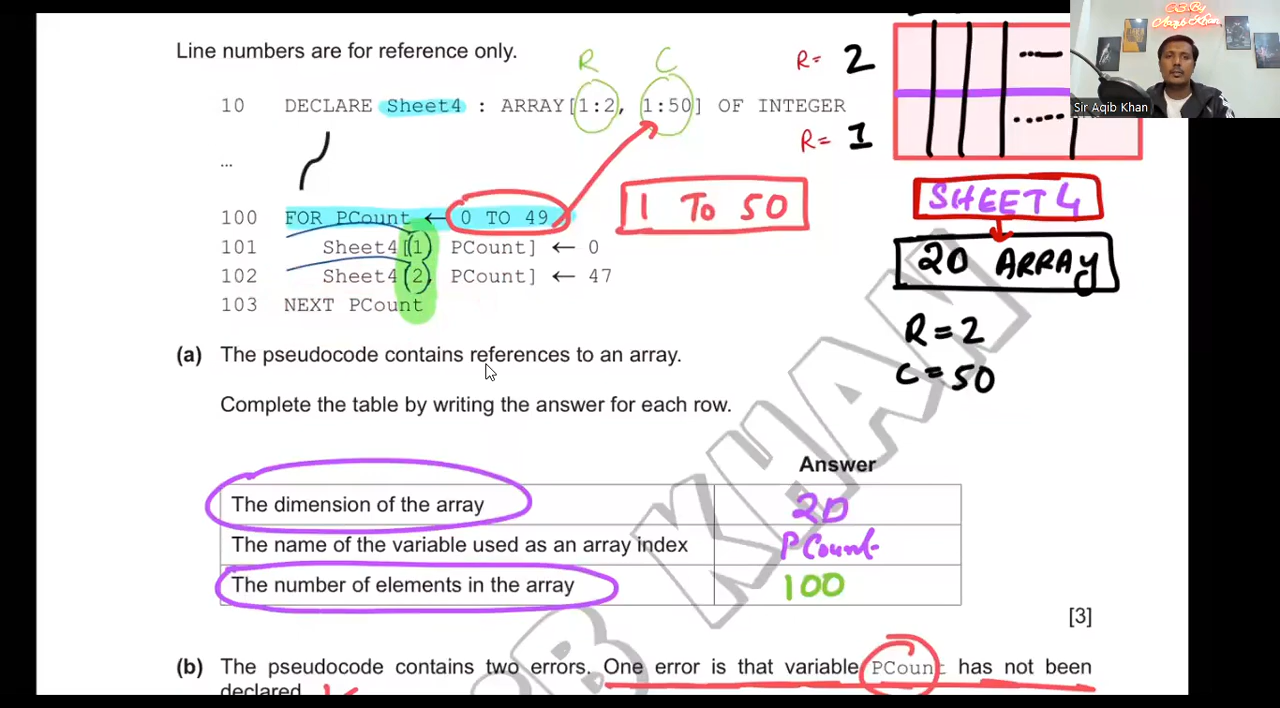 C.S. By
Aaqib Khan
Sir Aqib Khan
Line numbers are for reference only.
R C
R= 2
10 DECLARE Sheet4 : ARRAY[1:2, 1:50] OF INTEGER
R= 1
...
1 TO 50
SHEET4
100 FOR PCount ← 0 TO 49
101 Sheet4[1, PCount] ← 0
2D ARRAY
102 Sheet4[2, PCount] ← 47
103 NEXT PCount
R = 2
C = 50
(a) The pseudocode contains references to an array.
Complete the table by writing the answer for each row.
Answer
The dimension of the array 2D
The name of the variable used as an array index PCount
The number of elements in the array 100
[3]
(b) The pseudocode contains two errors. One error is that variable PCount has not been
declared.
KHAN